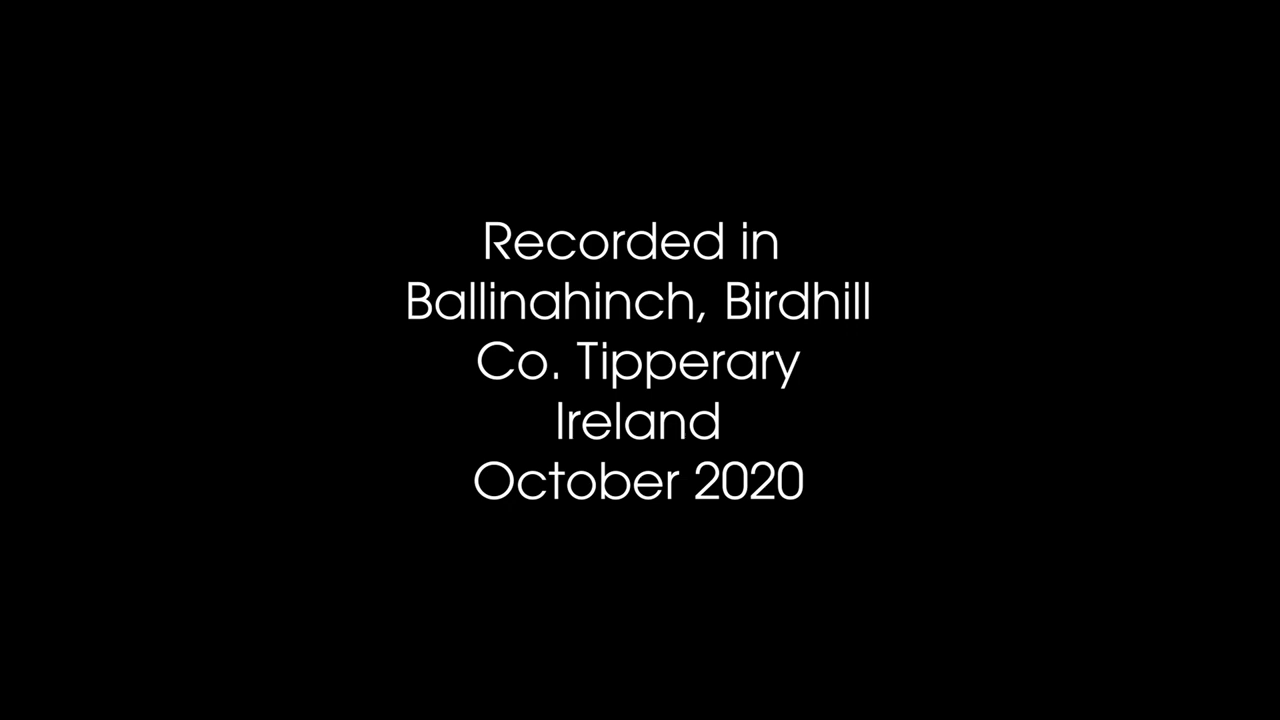 Recorded in
Ballinahinch, Birdhill
Co. Tipperary
Ireland
October 2020